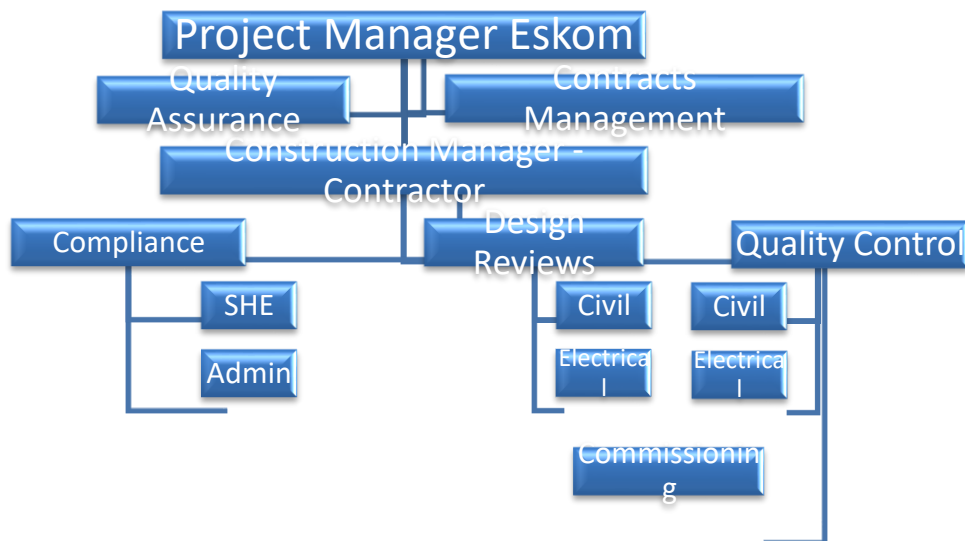 Project Manager Eskom
Quality
Assurance
Contracts
Management
Construction Manager -
Contractor
Compliance
Design
Reviews
Quality Control
SHE
Civil
Civil
Admin
Electrica
l
Electrica
l
Commissionin
g